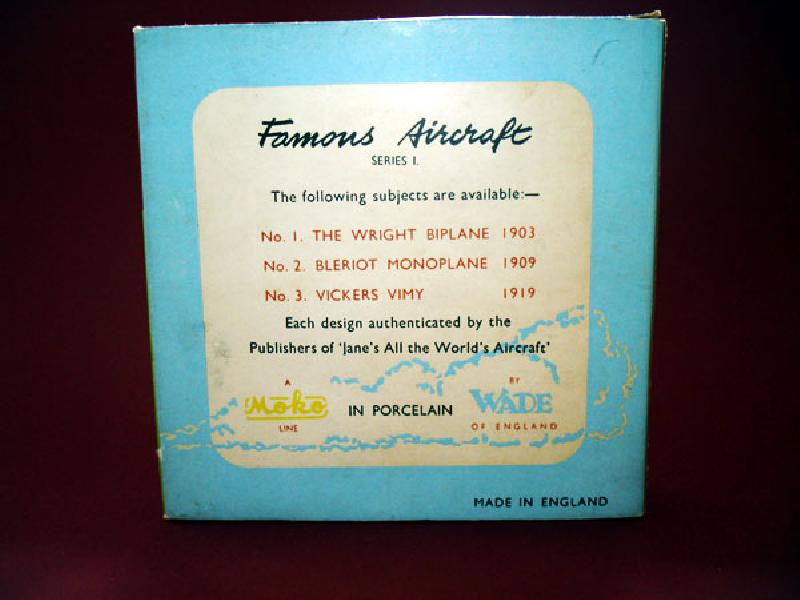 Famous Aircraft
SERIES I.
The following subjects are available:—
No. 1. THE WRIGHT BIPLANE 1903
No. 2. BLERIOT MONOPLANE 1909
No. 3. VICKERS VIMY 1919
Each design authenticated by the
Publishers of 'Jane's All the World's Aircraft'
A
Moko
LINE
IN PORCELAIN
BY
WADE
OF ENGLAND
MADE IN ENGLAND